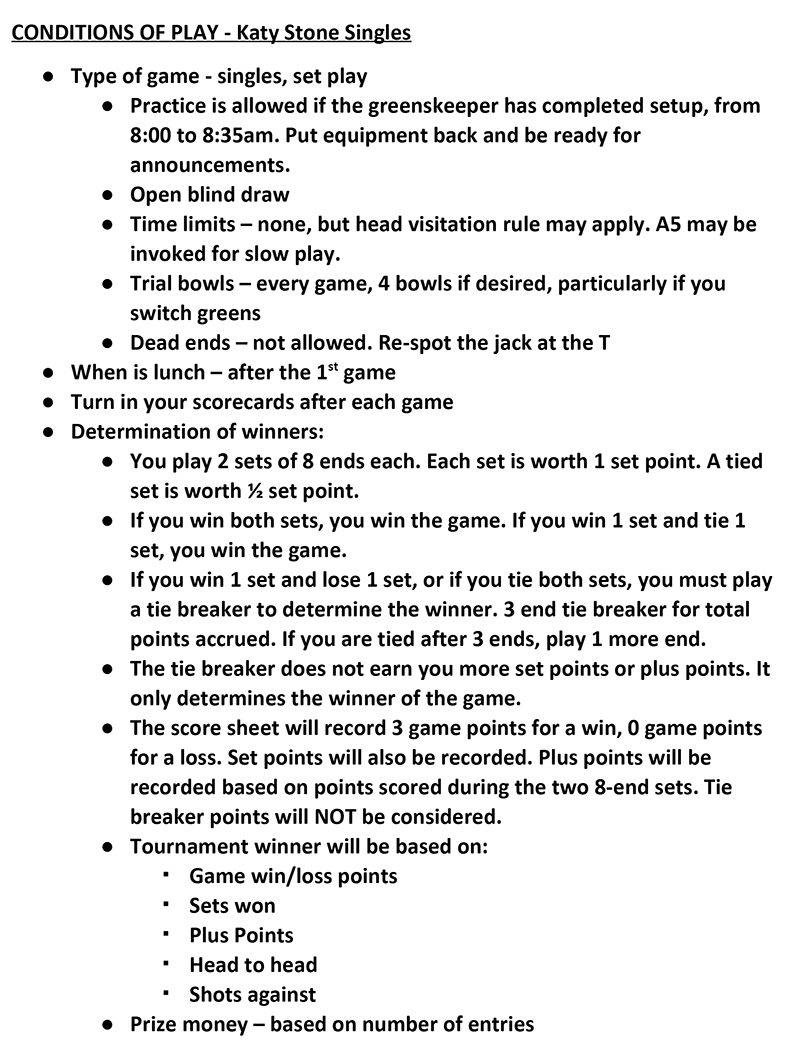 CONDITIONS OF PLAY - Katy Stone Singles
● Type of game - singles, set play
● Practice is allowed if the greenskeeper has completed setup, from
8:00 to 8:35am. Put equipment back and be ready for
announcements.
● Open blind draw
● Time limits – none, but head visitation rule may apply. A5 may be
invoked for slow play.
● Trial bowls – every game, 4 bowls if desired, particularly if you
switch greens
● Dead ends – not allowed. Re-spot the jack at the T
● When is lunch – after the 1st game
● Turn in your scorecards after each game
● Determination of winners:
● You play 2 sets of 8 ends each. Each set is worth 1 set point. A tied
set is worth ½ set point.
● If you win both sets, you win the game. If you win 1 set and tie 1
set, you win the game.
● If you win 1 set and lose 1 set, or if you tie both sets, you must play
a tie breaker to determine the winner. 3 end tie breaker for total
points accrued. If you are tied after 3 ends, play 1 more end.
● The tie breaker does not earn you more set points or plus points. It
only determines the winner of the game.
● The score sheet will record 3 game points for a win, 0 game points
for a loss. Set points will also be recorded. Plus points will be
recorded based on points scored during the two 8-end sets. Tie
breaker points will NOT be considered.
● Tournament winner will be based on:
▪ Game win/loss points
▪ Sets won
▪ Plus Points
▪ Head to head
▪ Shots against
● Prize money – based on number of entries